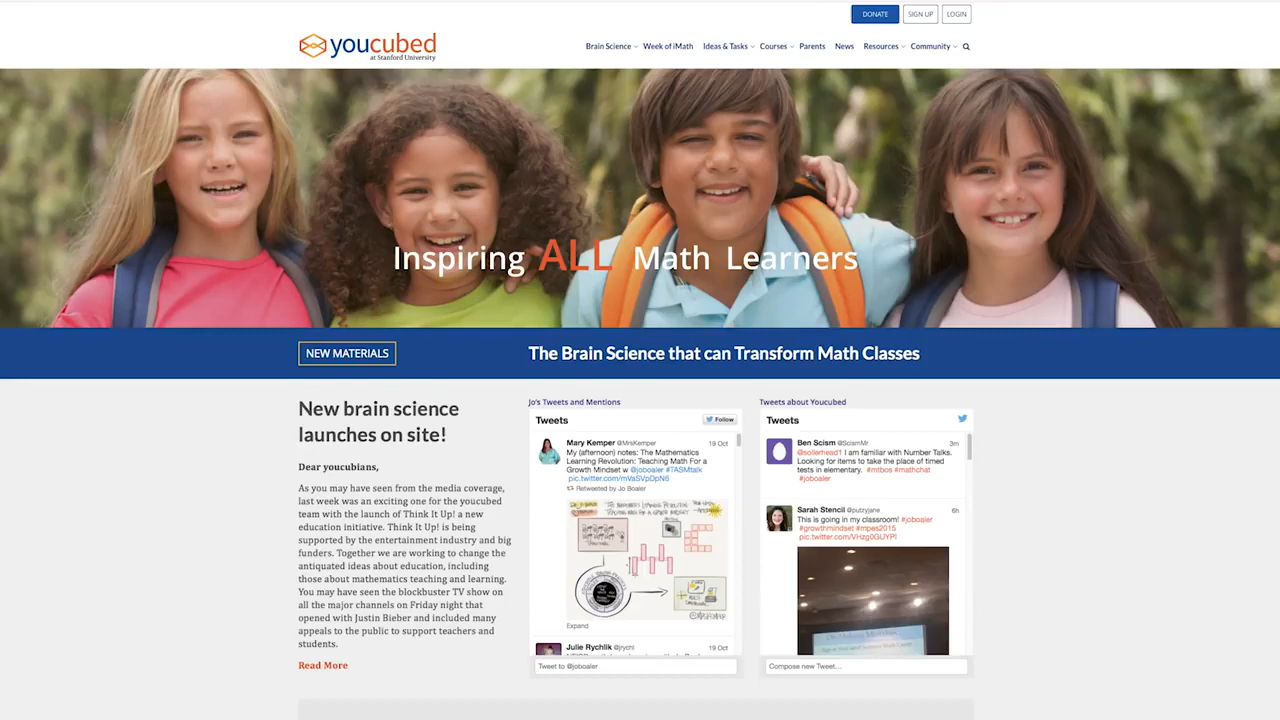 DONATE SIGN UP LOGIN
youcubed
at Stanford University
Brain Science Week of iMath Ideas & Tasks Courses Parents News Resources Community
Inspiring ALL Math Learners
NEW MATERIALS
The Brain Science that can Transform Math Classes
New brain science
launches on site!
Dear youcubians,
As you may have seen from the media coverage,
last week was an exciting one for the youcubed
team with the launch of Think It Up! a new
education initiative. Think It Up! is being
supported by the entertainment industry and big
funders. Together we are working to change the
antiquated ideas about education, including
those about mathematics teaching and learning.
You may have seen the blockbuster TV show on
all the major channels on Friday night that
opened with Justin Bieber and included many
appeals to the public to support teachers and
students.
Read More
Jo's Tweets and Mentions
Tweets
Follow
Mary Kemper @MrsKemper 19 Oct
My (afternoon) notes: The Mathematics
Learning Revolution: Teaching Math For a
Growth Mindset w @joboaler #TASMtalk
pic.twitter.com/mVaSVpDpN6
Retweeted by Jo Boaler
Expand
Julie Rychlik @jrychl 19 Oct
Tweet to @joboaler
Tweets about Youcubed
Tweets
Ben Scism @ScismMr 3m
@sollerhead1 I am familiar with Number Talks.
Looking for items to take the place of timed
tests in elementary. #mtbos #mathchat
#joboaler
Sarah Stencil @putzyjane 6h
This is going in my classroom! #joboaler
#growthmindset #mpes2015
pic.twitter.com/VHzg0GUYPI
Compose new Tweet...